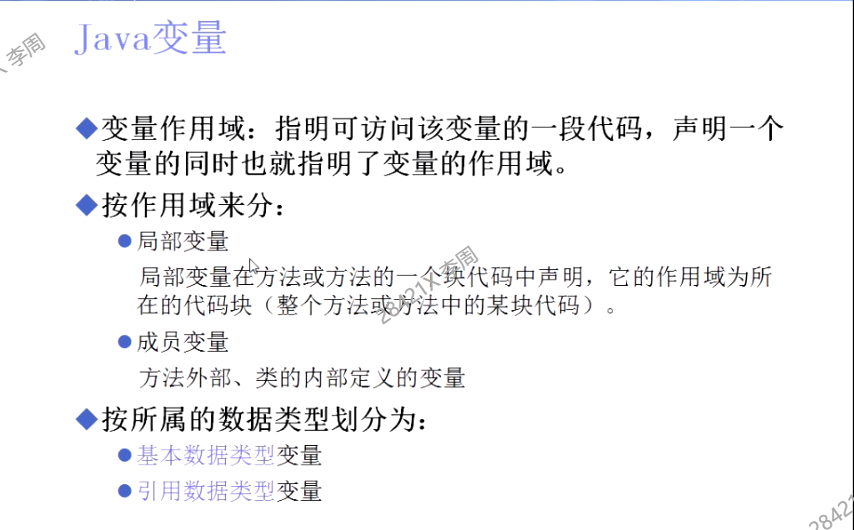 Java变量
李周
◆变量作用域：指明可访问该变量的一段代码，声明一个
变量的同时也就指明了变量的作用域。
◆按作用域来分：
●局部变量
局部变量在方法或方法的一个块代码中声明，它的作用域为所
在的代码块（整个方法或方法中的某块代码）。
28421X 李周
●成员变量
方法外部、类的内部定义的变量
◆按所属的数据类型划分为：
●基本数据类型变量
●引用数据类型变量
28421